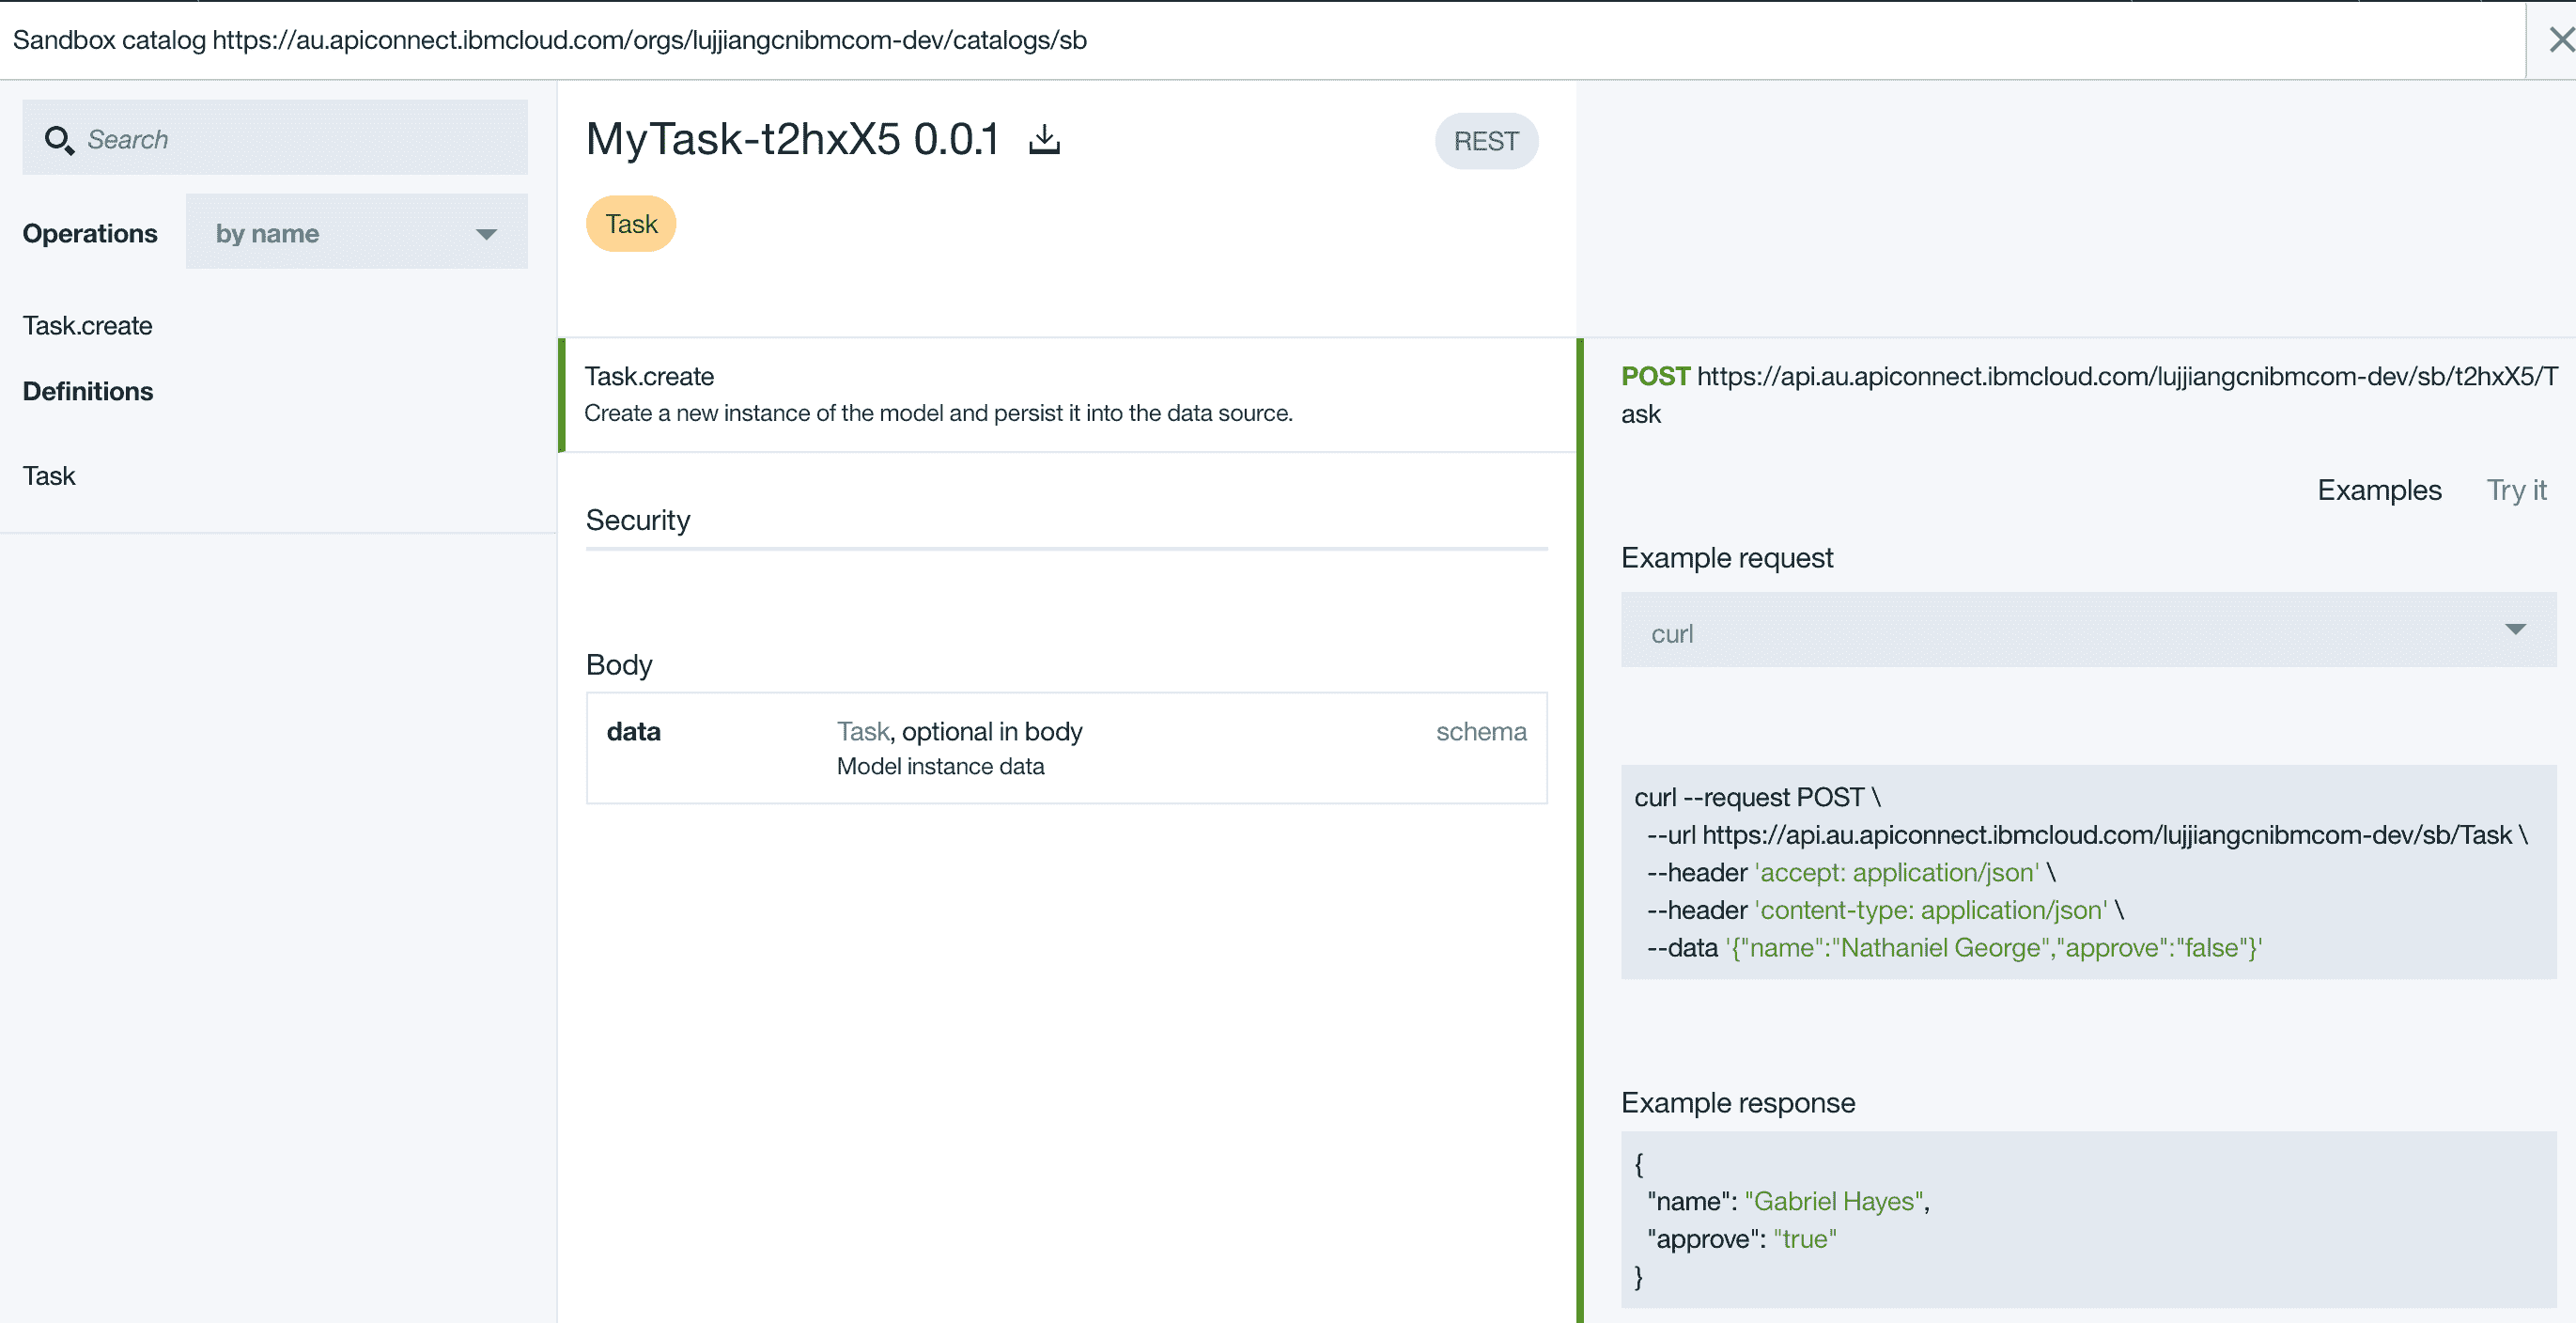 Sandbox catalog https://au.apiconnect.ibmcloud.com/orgs/lujjiangcnibmcom-dev/catalogs/sb
Search
Operations
by name
Task.create
Definitions
Task
MyTask-t2hxX5 0.0.1
REST
Task
Task.create
Create a new instance of the model and persist it into the data source.
Security
Body
data
Task, optional in body
schema
Model instance data
POST https://api.au.apiconnect.ibmcloud.com/lujjiangcnibmcom-dev/sb/t2hxX5/T
ask
Examples
Try it
Example request
curl
curl --request POST \
--url https://api.au.apiconnect.ibmcloud.com/lujjiangcnibmcom-dev/sb/Task \
--header 'accept: application/json' \
--header 'content-type: application/json' \
--data '{"name":"Nathaniel George","approve":"false"}'
Example response
{
"name": "Gabriel Hayes",
"approve": "true"
}